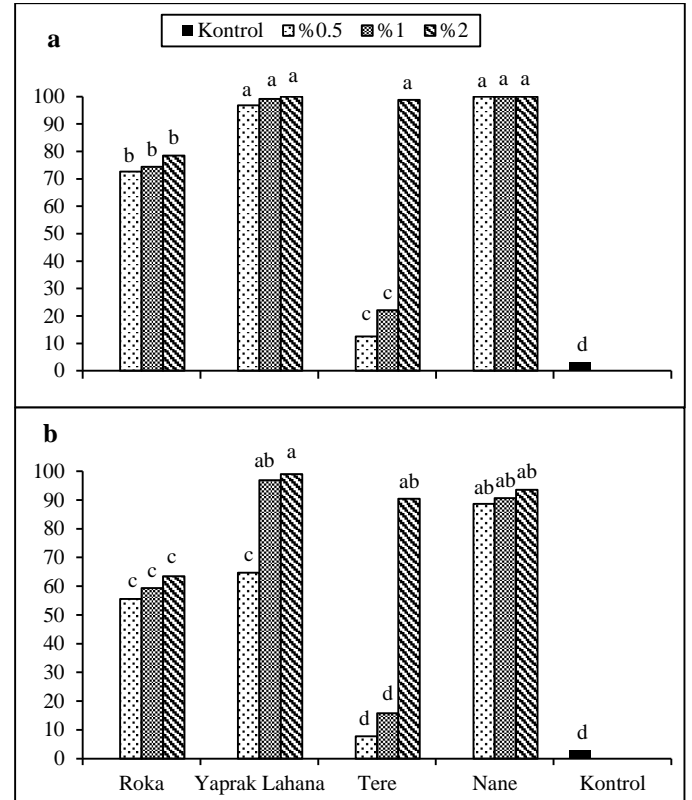 a
Kontrol %0.5 %1 %2
100
90
80
70
60
50
40
30
20
10
0
b b b
a a a
c c a
a a a
d
b
100
90
80
70
60
50
40
30
20
10
0
c c c
c ab a
d d ab
ab ab ab
d
Roka Yaprak Lahana Tere Nane Kontrol